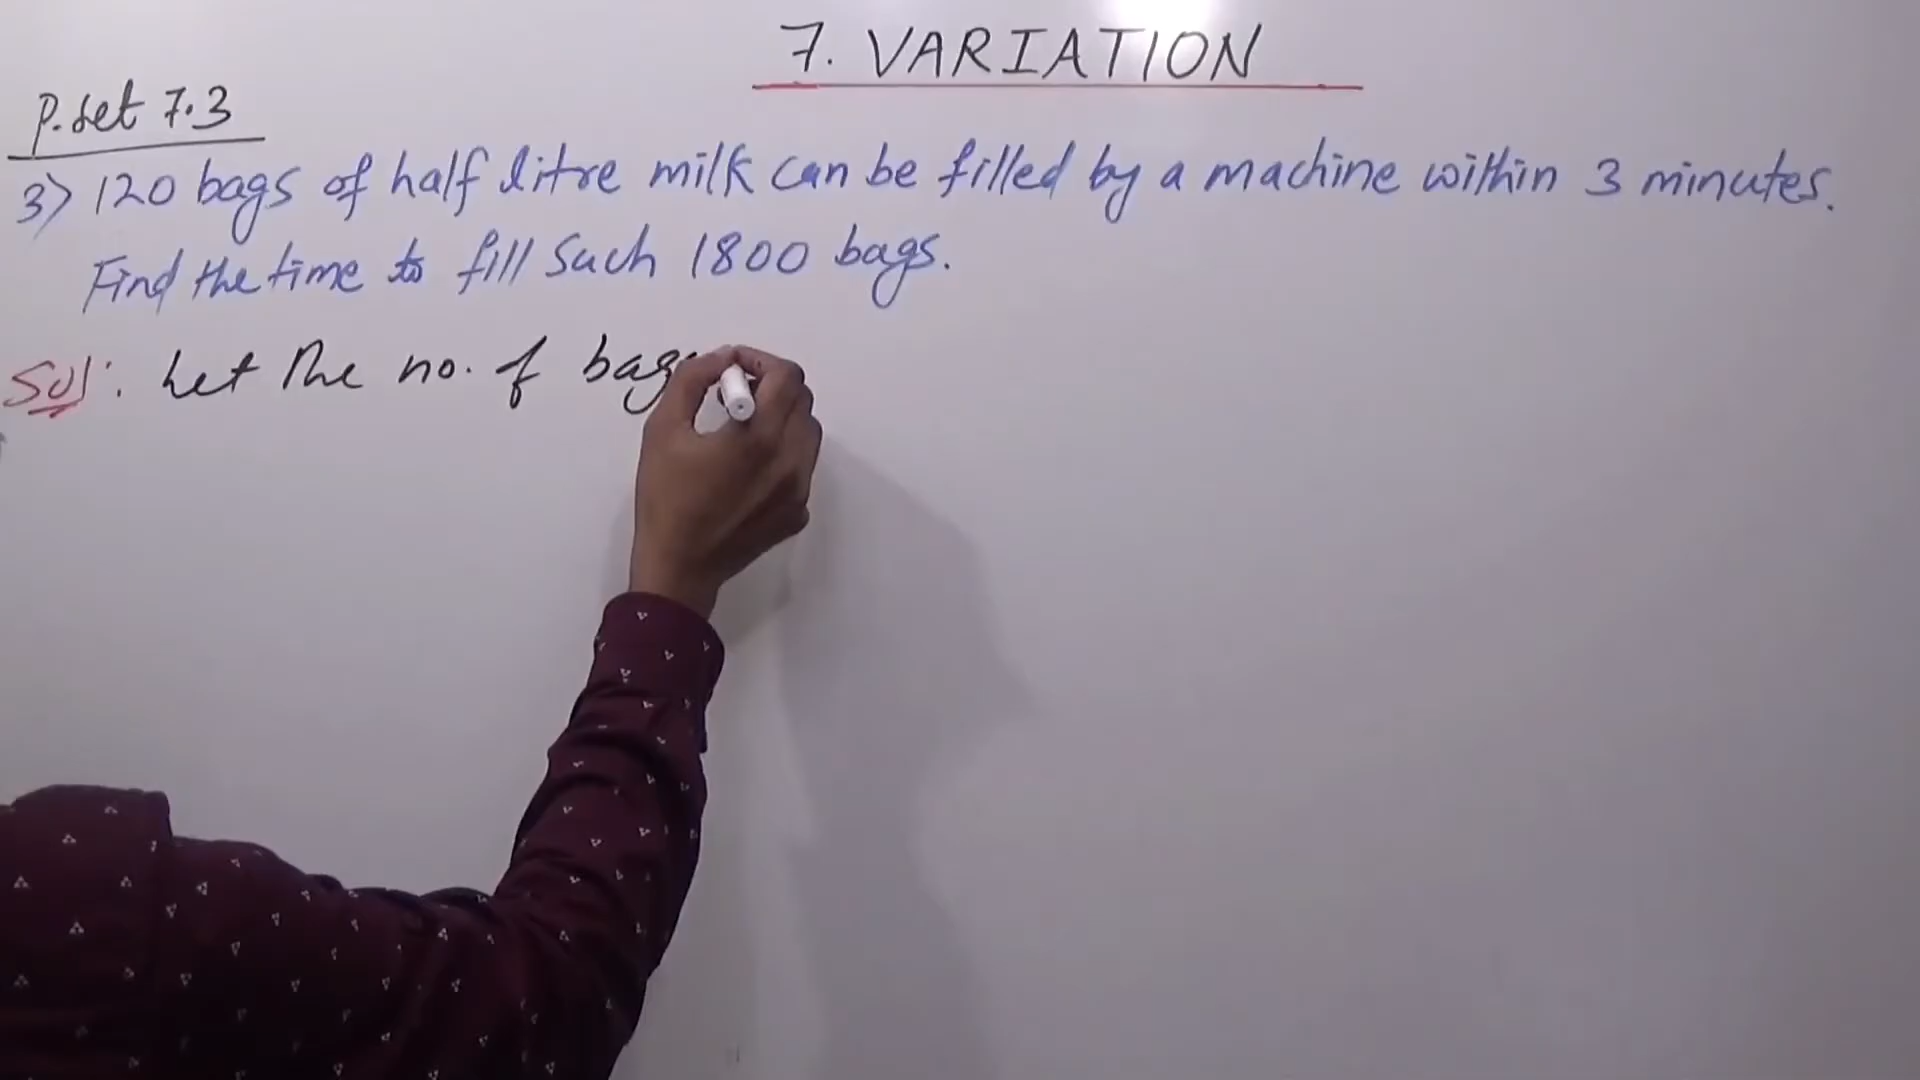 7. VARIATION
P.set 7.3
3) 120 bags of half litre milk can be filled by a machine within 3 minutes.
Find the time to fill such 1800 bags.
Sol: Let the no. of bag